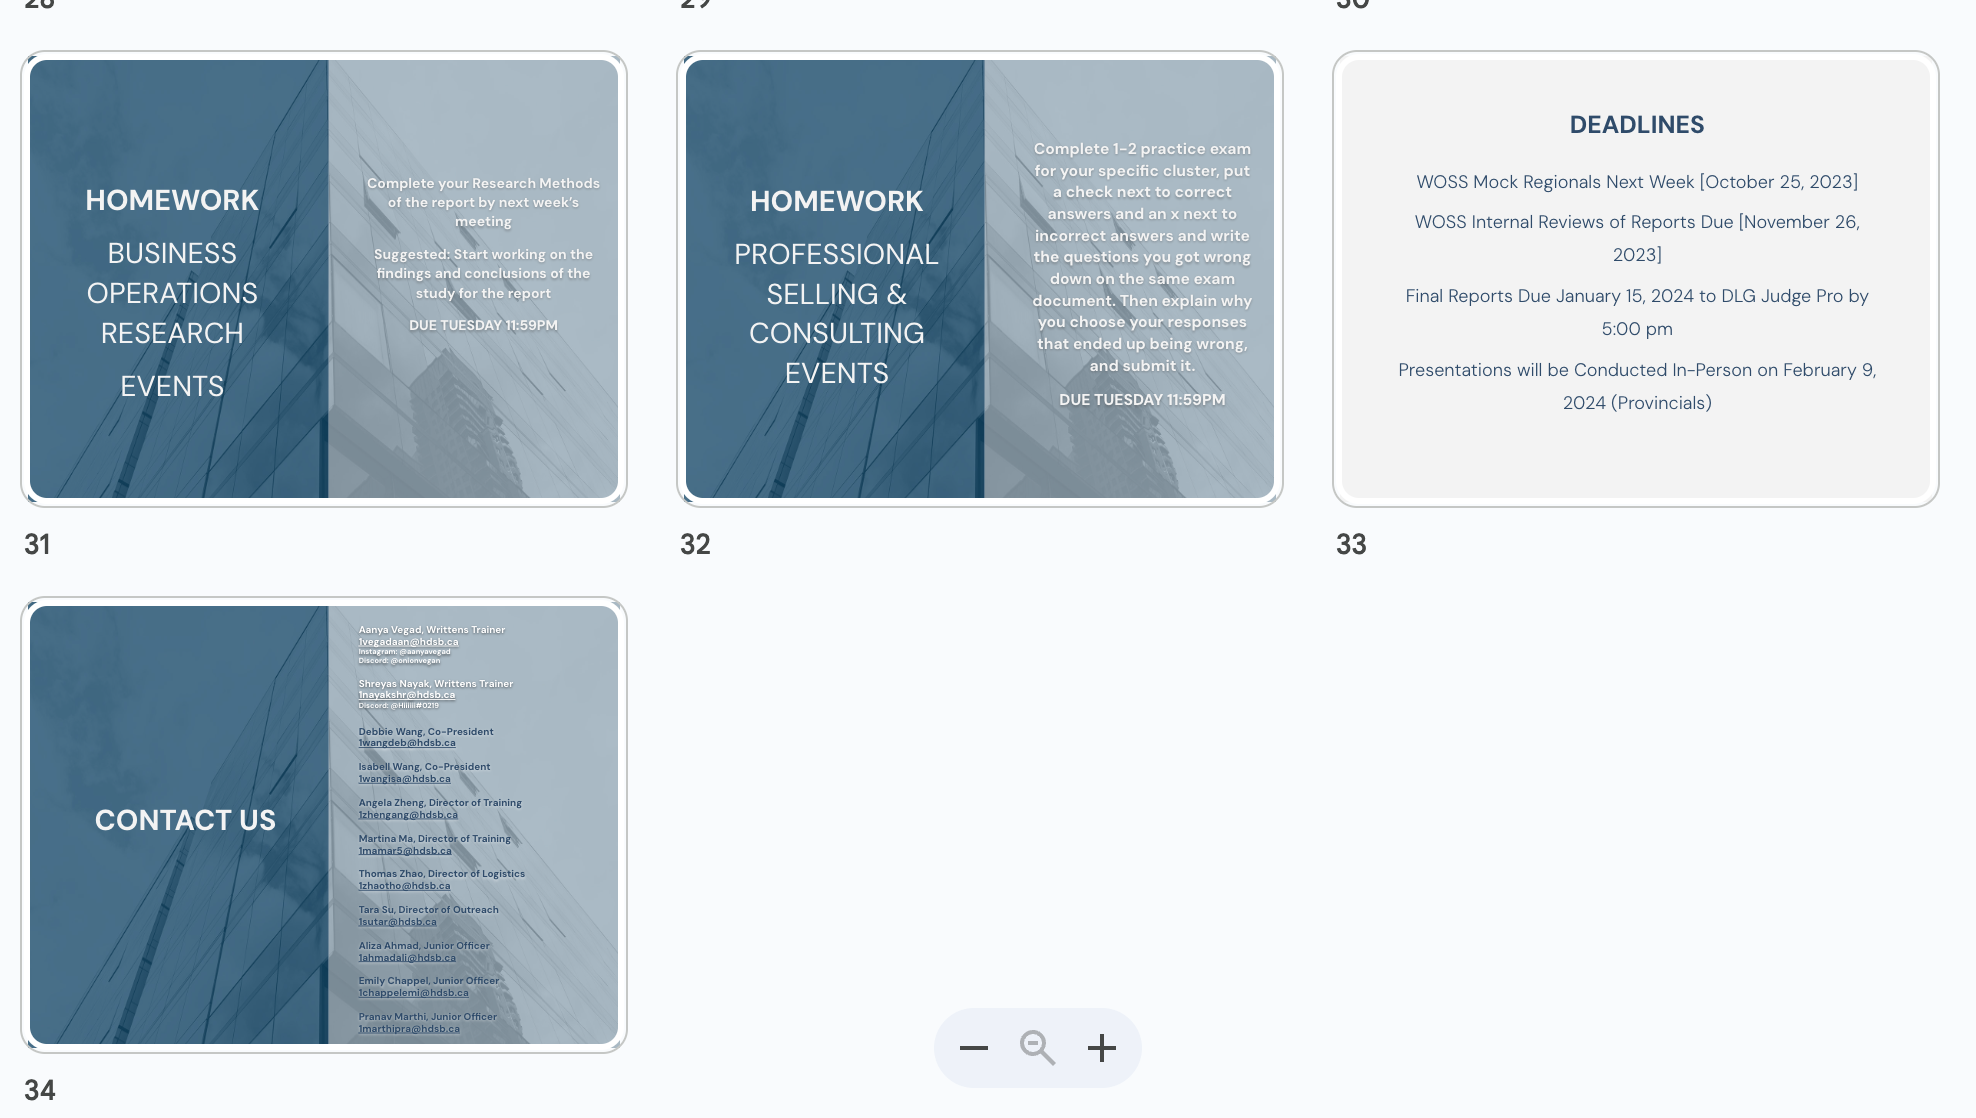 28
29
30
HOMEWORK
BUSINESS
OPERATIONS
RESEARCH
EVENTS
Complete your Research Methods
of the report by next week's
meeting
Suggested: Start working on the
findings and conclusions of the
study for the report
DUE TUESDAY 11:59PM
31
HOMEWORK
PROFESSIONAL
SELLING &
CONSULTING
EVENTS
Complete 1-2 practice exam
for your specific cluster, put
a check next to correct
answers and an x next to
incorrect answers and write
the questions you got wrong
down on the same exam
document. Then explain why
you choose your responses
that ended up being wrong,
and submit it.
DUE TUESDAY 11:59PM
32
DEADLINES
WOSS Mock Regionals Next Week [October 25, 2023]
WOSS Internal Reviews of Reports Due [November 26,
2023]
Final Reports Due January 15, 2024 to DLG Judge Pro by
5:00 pm
Presentations will be Conducted In-Person on February 9,
2024 (Provincials)
33
CONTACT US
Aanya Vegad, Writtens Trainer
1vegadaan@hdsb.ca
Instagram: @aanyavegad
Discord: @onionvegan
Shreyas Nayak, Writtens Trainer
1nayakshr@hdsb.ca
Discord:
Debbie Wang, Co-President
1wangdeb@hdsb.ca
Isabell Wang, Co-President
1wangisa@hdsb.ca
Angela Zheng, Director of Training
1zhengang@hdsb.ca
Martina Ma, Director of Training
1mamar5@hdsb.ca
Thomas Zhao, Director of Logistics
1zhaotho@hdsb.ca
Tara Su, Director of Outreach
1sutar@hdsb.ca
Aliza Ahmad, Junior Officer
1ahmadali@hdsb.ca
Emily Chappel, Junior Officer
1chappelemi@hdsb.ca
Pranav Marthi, Junior Officer
1marthipra@hdsb.ca
34